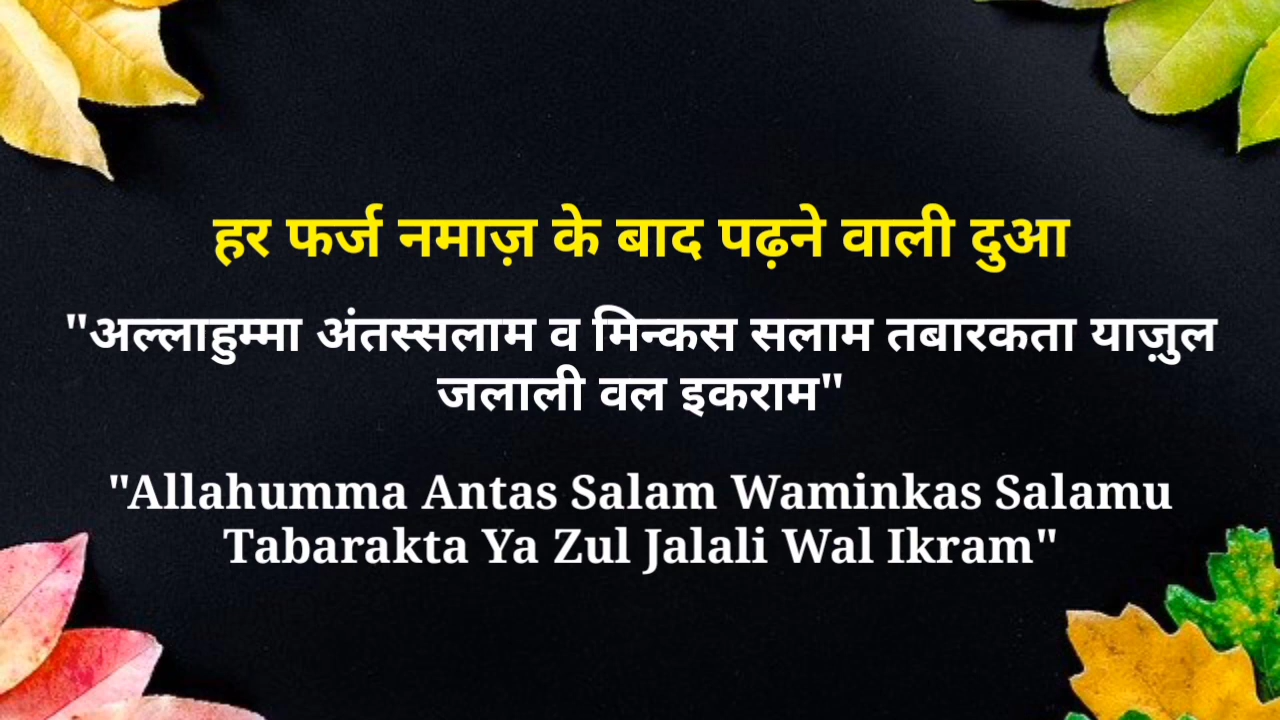 हर फर्ज नमाज़ के बाद पढ़ने वाली दुआ
"अल्लाहुम्मा अंतस्सलाम व मिन्कस सलाम तबारकता याज़ुल
जलाली वल इकराम"
"Allahumma Antas Salam Waminkas Salamu
Tabarakta Ya Zul Jalali Wal Ikram"